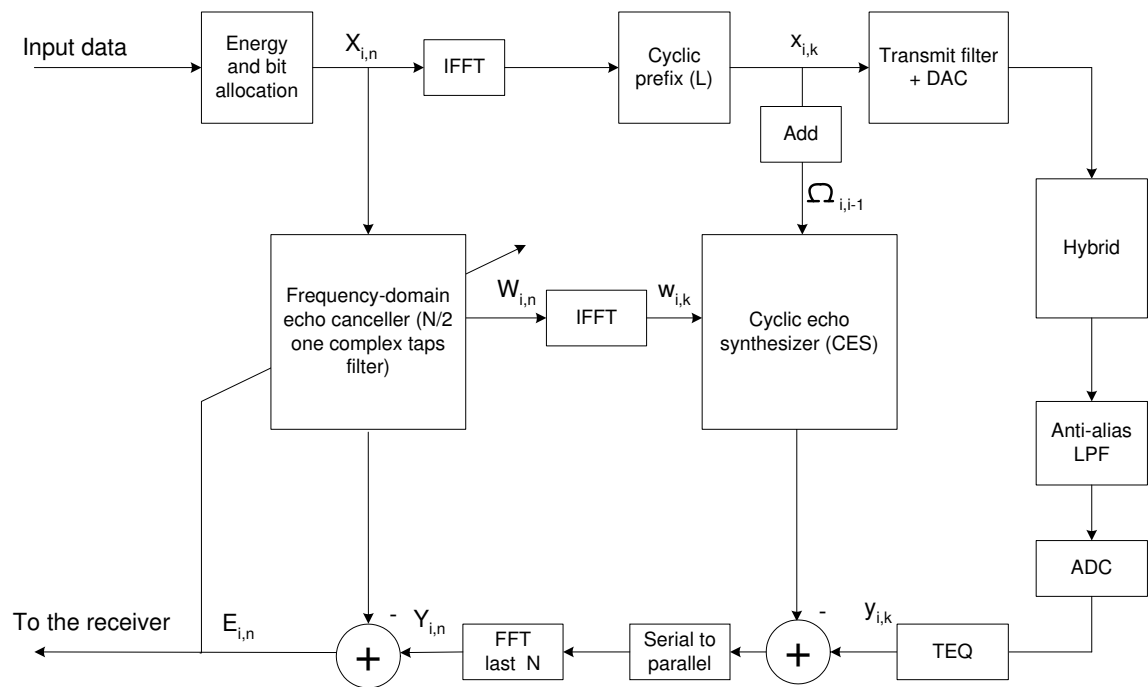 Input data
Energy
and bit
allocation
X i,n
IFFT
Cyclic
prefix (L)
x i,k
Transmit filter
+ DAC
Add
Ω i,i-1
Hybrid
Frequency-domain
echo canceller (N/2
one complex taps
filter)
W i,n
IFFT
w i,k
Cyclic echo
synthesizer (CES)
Anti-alias
LPF
ADC
To the receiver
E i,n
-
+
Y i,n
FFT
last N
Serial to
parallel
-
+
y i,k
TEQ